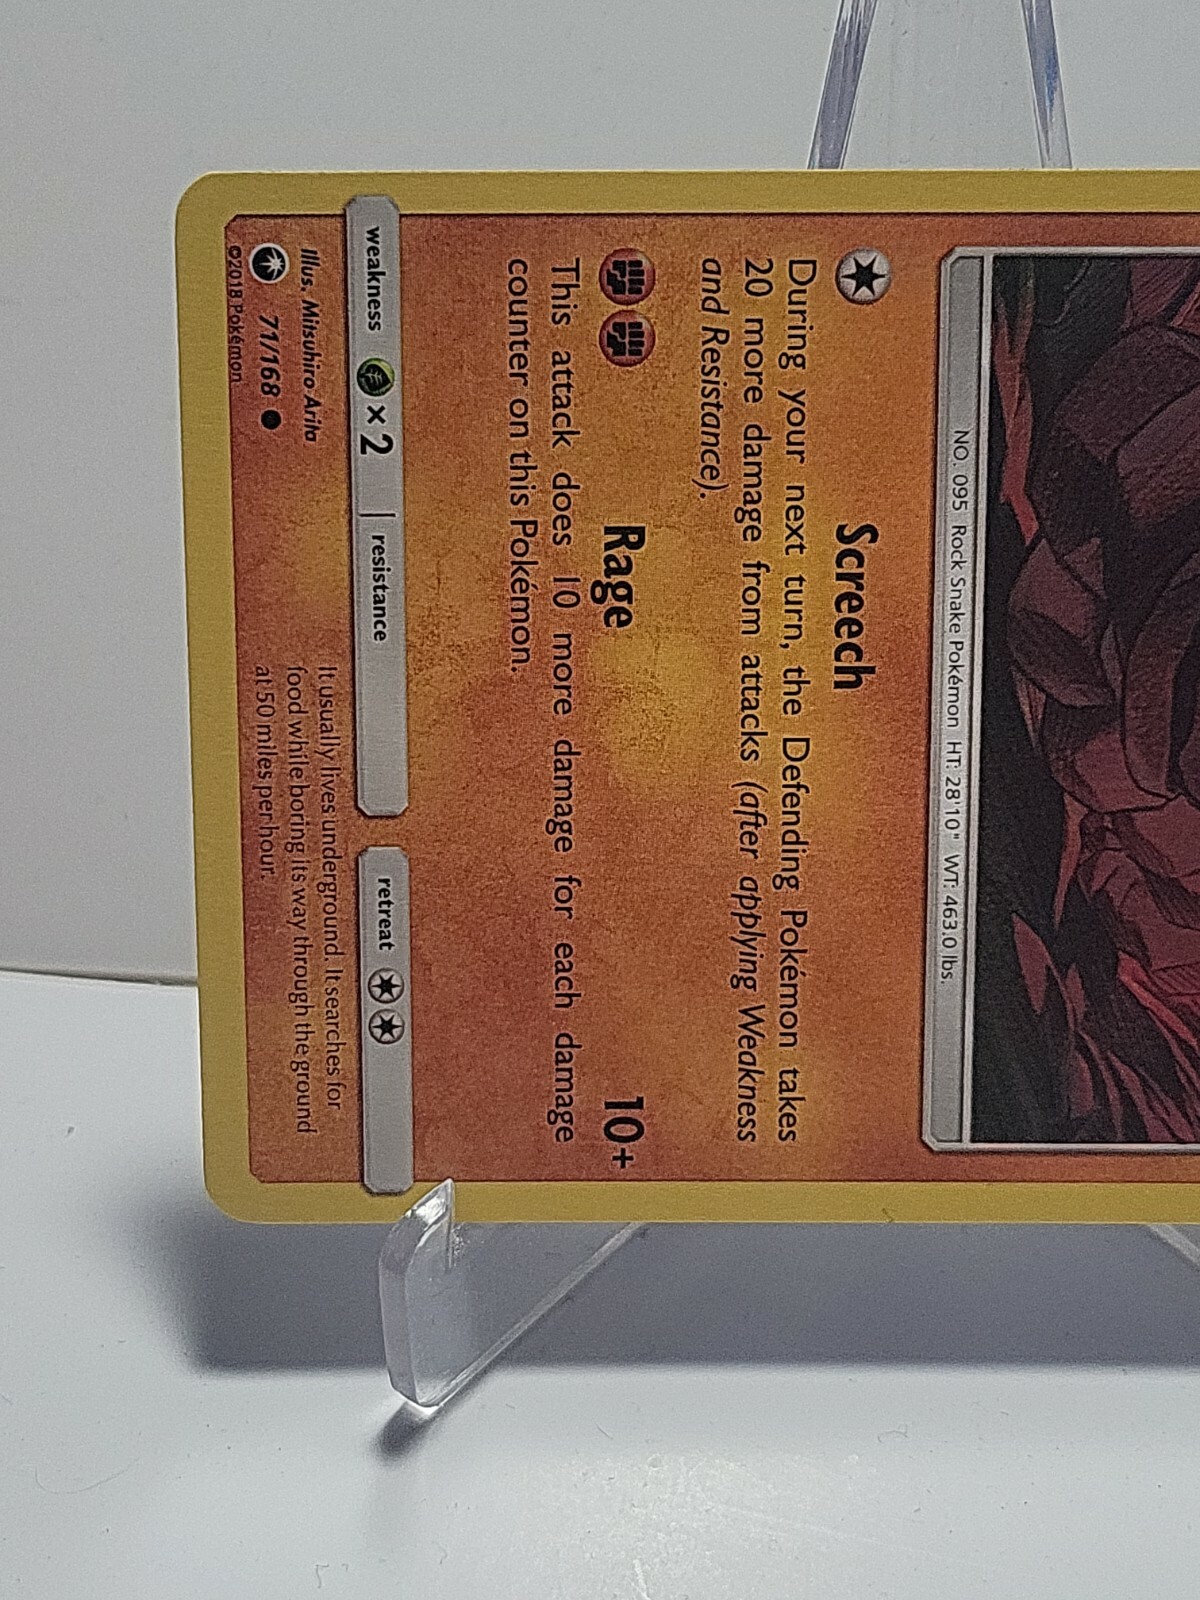 NO. 095 Rock Snake Pokémon HT: 28'10" WT: 463.0 lbs.
Screech
During your next turn, the Defending Pokémon takes
20 more damage from attacks (after applying Weakness
and Resistance).
Rage 10+
This attack does 10 more damage for each damage
counter on this Pokémon.
weakness ×2 resistance retreat
Illus. Mitsuhiro Arita
71/168
©2018 Pokémon
It usually lives underground. It searches for
food while boring its way through the ground
at 50 miles per hour.